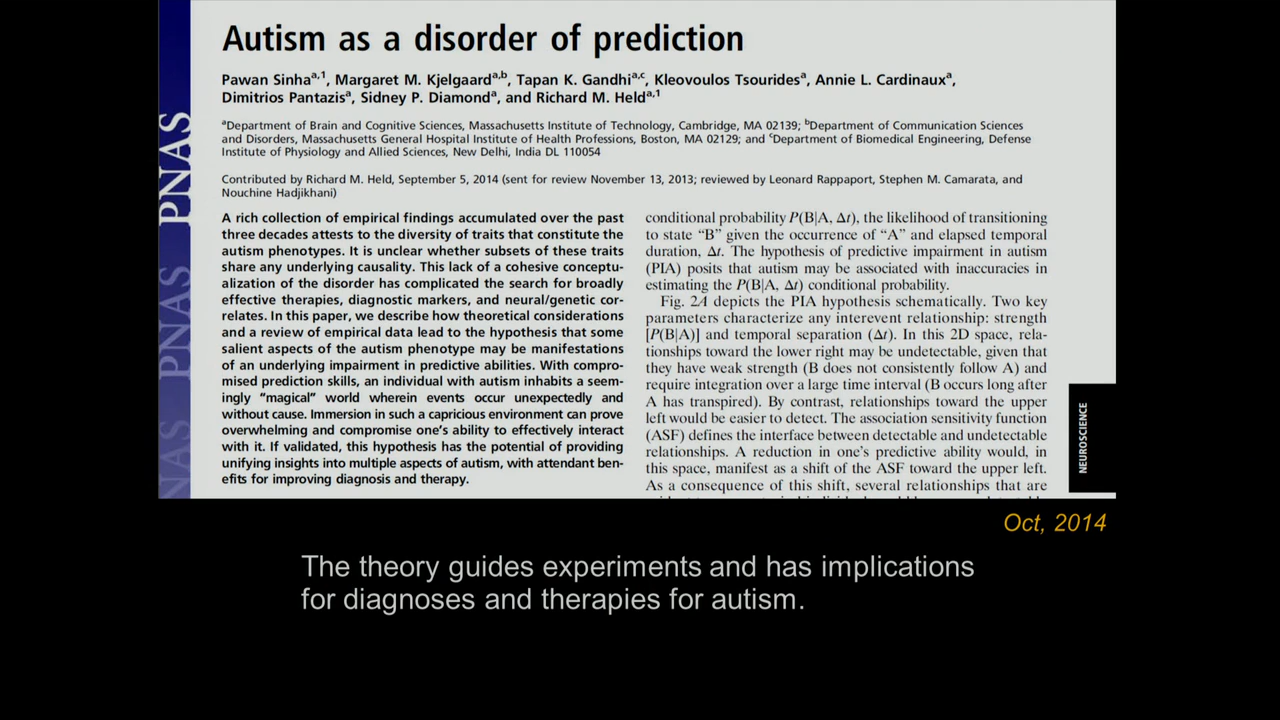 Autism as a disorder of prediction
Pawan Sinhaa,1, Margaret M. Kjelgaarda,b, Tapan K. Gandhia,c, Kleovoulos Tsouridesa, Annie L. Cardinauxa,
Dimitrios Pantazisa, Sidney P. Diamonda, and Richard M. Helda,1
aDepartment of Brain and Cognitive Sciences, Massachusetts Institute of Technology, Cambridge, MA 02139; bDepartment of Communication Sciences
and Disorders, Massachusetts General Hospital Institute of Health Professions, Boston, MA 02129; and cDepartment of Biomedical Engineering, Defense
Institute of Physiology and Allied Sciences, New Delhi, India DL 110054
Contributed by Richard M. Held, September 5, 2014 (sent for review November 13, 2013; reviewed by Leonard Rappaport, Stephen M. Camarata, and
Nouchine Hadjikhani)
A rich collection of empirical findings accumulated over the past
three decades attests to the diversity of traits that constitute the
autism phenotypes. It is unclear whether subsets of these traits
share any underlying causality. This lack of a cohesive conceptu-
alization of the disorder has complicated the search for broadly
effective therapies, diagnostic markers, and neural/genetic cor-
relates. In this paper, we describe how theoretical considerations
and a review of empirical data lead to the hypothesis that some
salient aspects of the autism phenotype may be manifestations
of an underlying impairment in predictive abilities. With compro-
mised prediction skills, an individual with autism inhabits a seem-
ingly “magical” world wherein events occur unexpectedly and
without cause. Immersion in such a capricious environment can prove
overwhelming and compromise one’s ability to effectively interact
with it. If validated, this hypothesis has the potential of providing
unifying insights into multiple aspects of autism, with attendant ben-
efits for improving diagnosis and therapy.
conditional probability P(B|A, Δt), the likelihood of transitioning
to state “B” given the occurrence of “A” and elapsed temporal
duration, Δt. The hypothesis of predictive impairment in autism
(PIA) posits that autism may be associated with inaccuracies in
estimating the P(B|A, Δt) conditional probability.
Fig. 2A depicts the PIA hypothesis schematically. Two key
parameters characterize any interevent relationship: strength
[P(B|A)] and temporal separation (Δt). In this 2D space, rela-
tionships toward the lower right may be undetectable, given that
they have weak strength (B does not consistently follow A) and
require integration over a large time interval (B occurs long after
A has transpired). By contrast, relationships toward the upper
left would be easier to detect. The association sensitivity function
(ASF) defines the interface between detectable and undetectable
relationships. A reduction in one’s predictive ability would, in
this space, manifest as a shift of the ASF toward the upper left.
As a consequence of this shift, several relationships that are
PNAS
PNAS
PNAS
NEUROSCIENCE
Oct, 2014
The theory guides experiments and has implications
for diagnoses and therapies for autism.